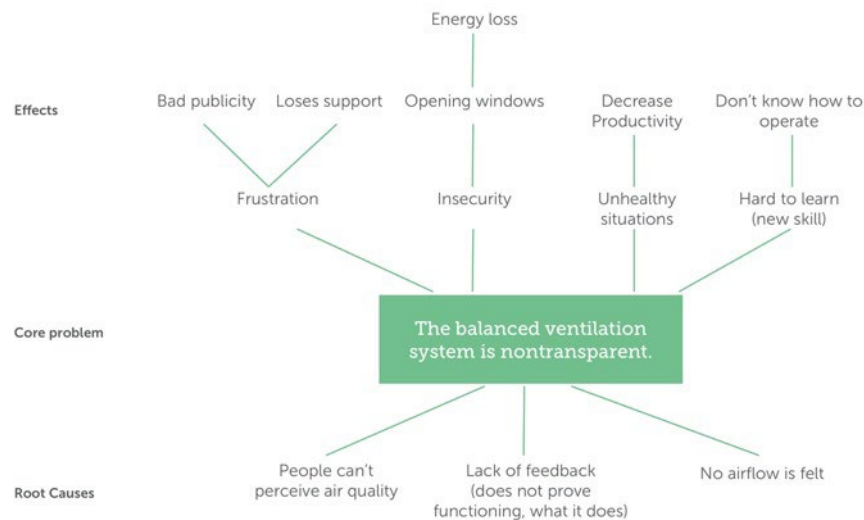 Energy loss
Effects
Bad publicity
Loses support
Opening windows
Decrease
Productivity
Don't know how to
operate
Frustration
Insecurity
Unhealthy
situations
Hard to learn
(new skill)
Core problem
The balanced ventilation
system is nontransparent.
Root Causes
People can't
perceive air quality
Lack of feedback
(does not prove
functioning, what it does)
No airflow is felt